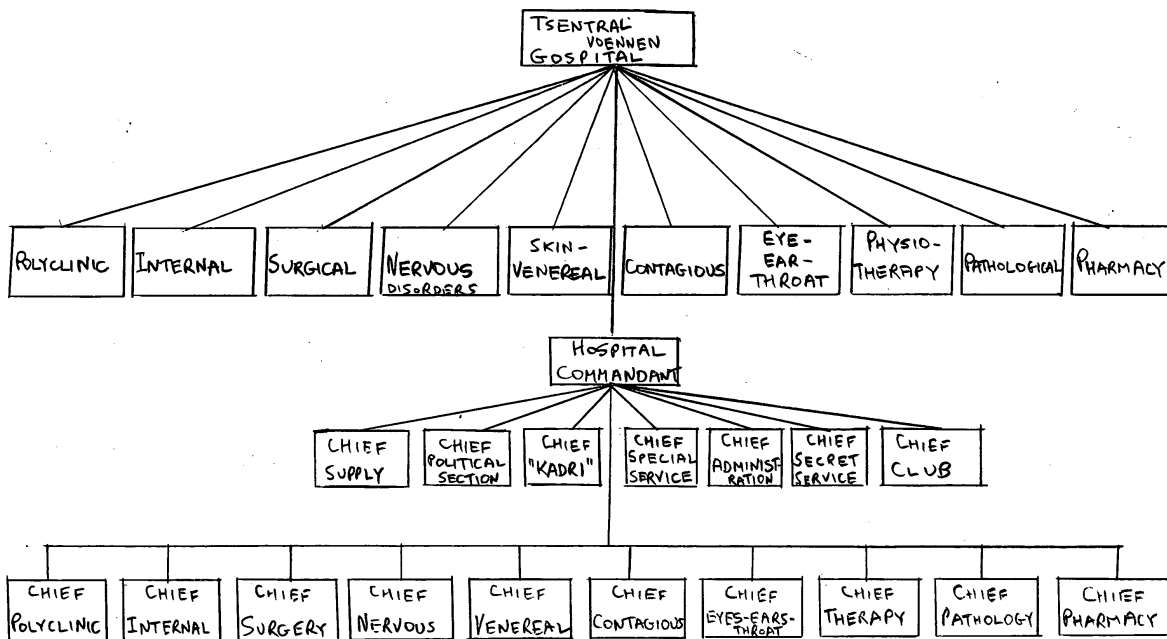 TSENTRAL
VOENNEN
GOSPITAL
POLYCLINIC
INTERNAL
SURGICAL
NERVOUS
DISORDERS
SKIN-
VENEREAL
CONTAGIOUS
EYE-
EAR-
THROAT
PHYSIO-
THERAPY
PATHOLOGICAL
PHARMACY
HOSPITAL
COMMANDANT
CHIEF
SUPPLY
CHIEF
POLITICAL
SECTION
CHIEF
"KADRI"
CHIEF
SPECIAL
SERVICE
CHIEF
ADMINIST-
RATION
CHIEF
SECRET
SERVICE
CHIEF
CLUB
CHIEF
POLYCLINIC
CHIEF
INTERNAL
CHIEF
SURGERY
CHIEF
NERVOUS
CHIEF
VENEREAL
CHIEF
CONTAGIOUS
CHIEF
EYES-EARS-
THROAT
CHIEF
THERAPY
CHIEF
PATHOLOGY
CHIEF
PHARMACY